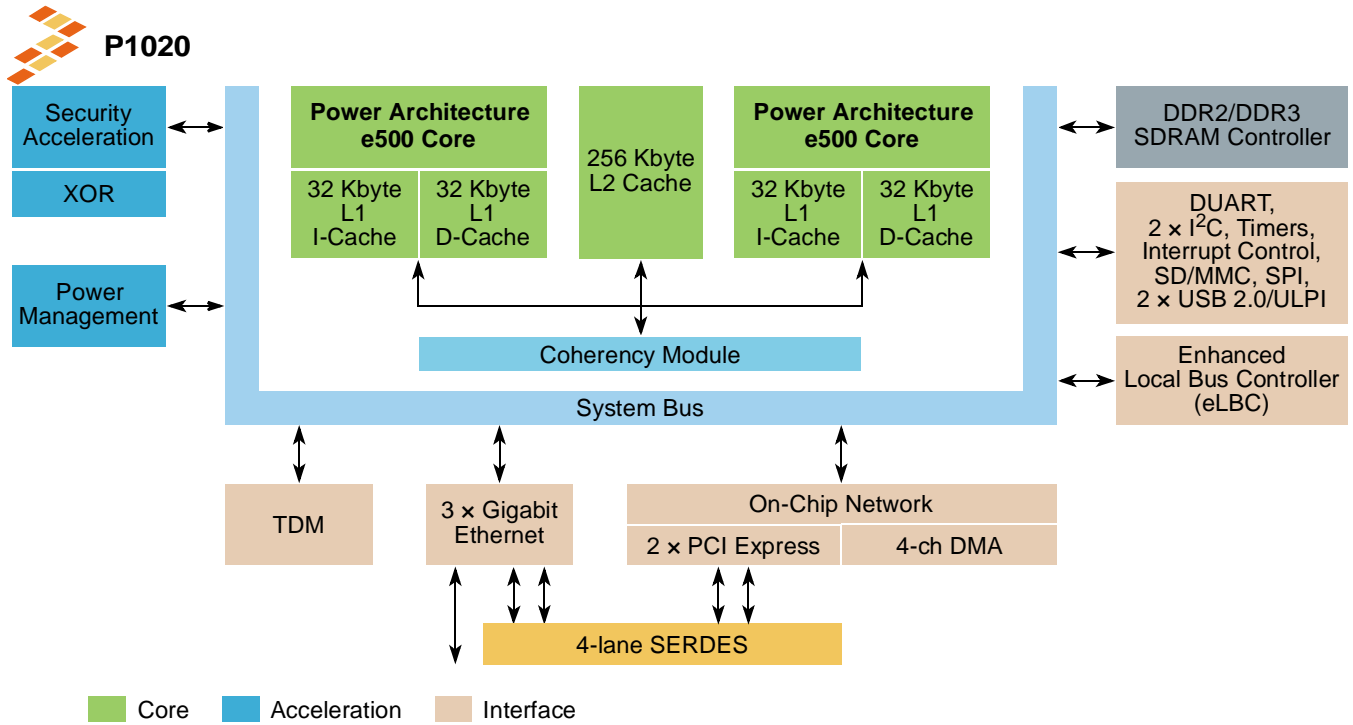 P1020
Security
Acceleration
XOR
Power
Management
Power Architecture
e500 Core
32 Kbyte
L1
I-Cache
32 Kbyte
L1
D-Cache
256 Kbyte
L2 Cache
Power Architecture
e500 Core
32 Kbyte
L1
I-Cache
32 Kbyte
L1
D-Cache
Coherency Module
System Bus
DDR2/DDR3
SDRAM Controller
DUART,
2 × I²C, Timers,
Interrupt Control,
SD/MMC, SPI,
2 × USB 2.0/ULPI
Enhanced
Local Bus Controller
(eLBC)
TDM
3 × Gigabit
Ethernet
On-Chip Network
2 × PCI Express
4-ch DMA
4-lane SERDES
Core
Acceleration
Interface